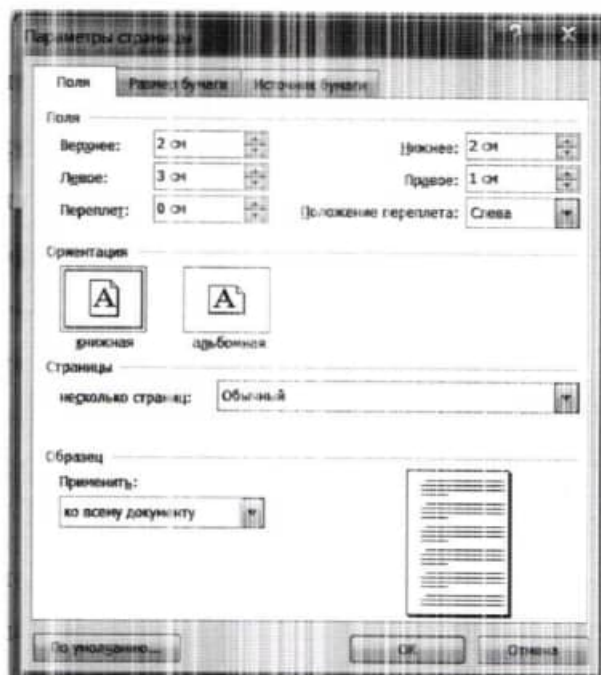 Параметры страницы ? X
Поля Размер бумаги Источник бумаги
Поля
Верхнее: 2 см Нижнее: 2 см
Левое: 3 см Правое: 1 см
Переплет: 0 см Положение переплета: Слева
Ориентация
A A
книжная альбомная
Страницы
несколько страниц: Обычный
Образец
Применить:
ко всему документу
По умолчанию... ОК Отмена